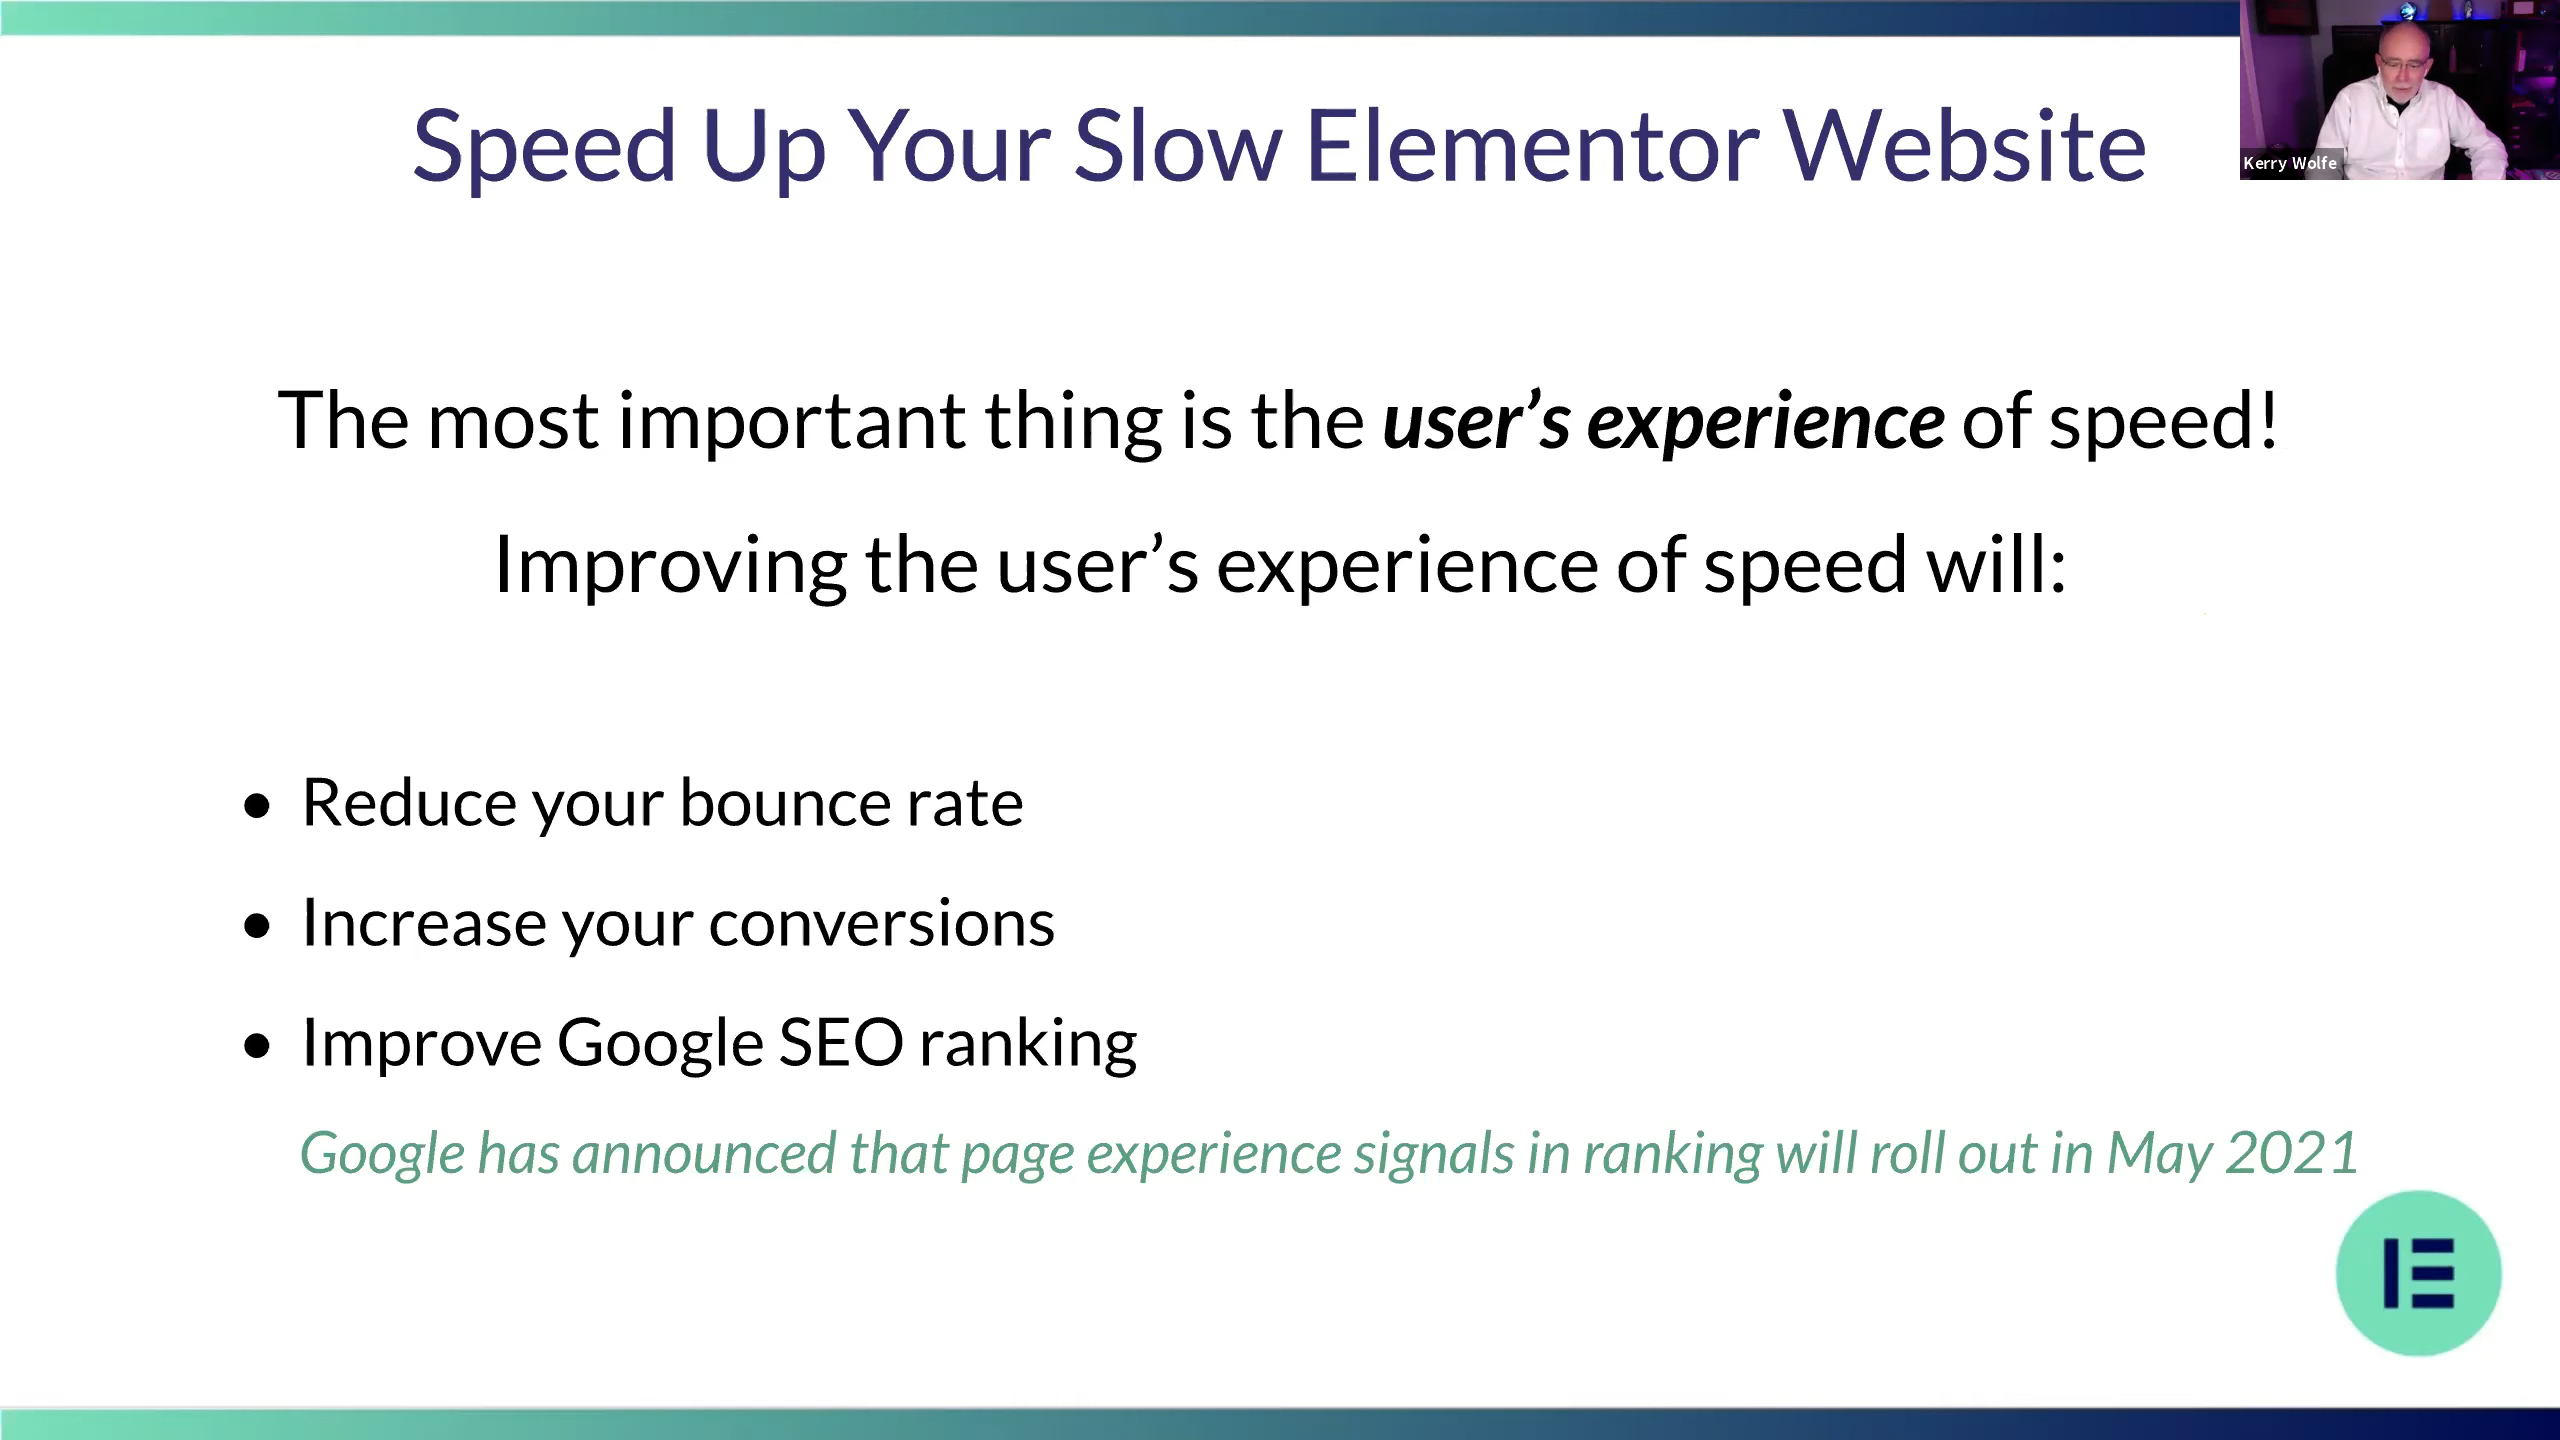 Speed Up Your Slow Elementor Website
Kerry Wolfe
The most important thing is the user’s experience of speed!
Improving the user’s experience of speed will:
• Reduce your bounce rate
• Increase your conversions
• Improve Google SEO ranking
Google has announced that page experience signals in ranking will roll out in May 2021